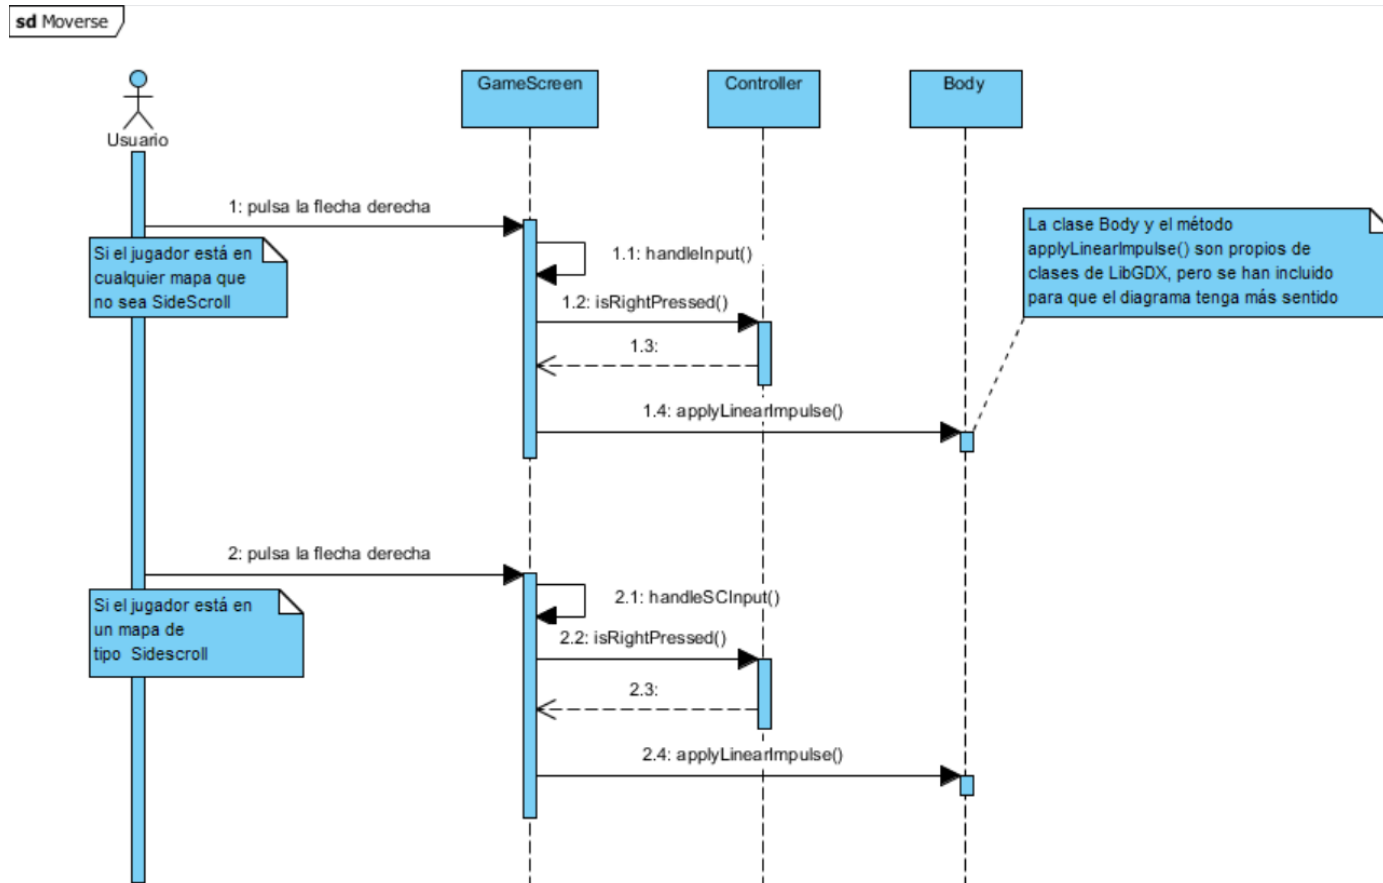 sd Moverse
Usuario
GameScreen
Controller
Body
1: pulsa la flecha derecha
Si el jugador está en
cualquier mapa que
no sea SideScroll
1.1: handleInput()
1.2: isRightPressed()
1.3:
1.4: applyLinearImpulse()
La clase Body y el método
applyLinearImpulse() son propios de
clases de LibGDX, pero se han incluido
para que el diagrama tenga más sentido
2: pulsa la flecha derecha
Si el jugador está en
un mapa de
tipo Sidescroll
2.1: handleSCInput()
2.2: isRightPressed()
2.3:
2.4: applyLinearImpulse()